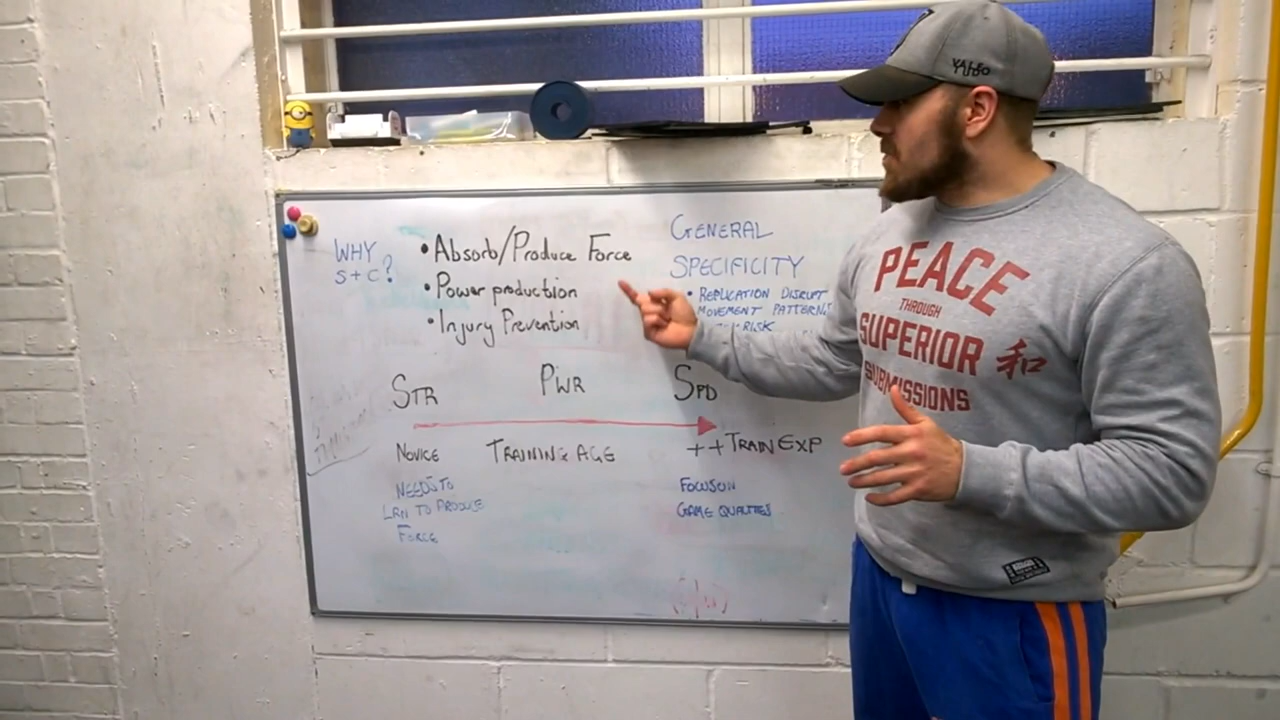 WHY
S+C?
• Absorb/Produce Force
• Power production
• Injury Prevention
GENERAL
SPECIFICITY
• REPLICATION DISRUPT
MOVEMENT PATTERNS
RISK
STR
PWR
SPD
NOVICE
TRAINING AGE
++TRAIN EXP
NEEDS TO
LRN TO PRODUCE
FORCE
FOCUS ON
GAME QUALITIES
PEACE
THROUGH
SUPERIOR
SUBMISSIONS
和